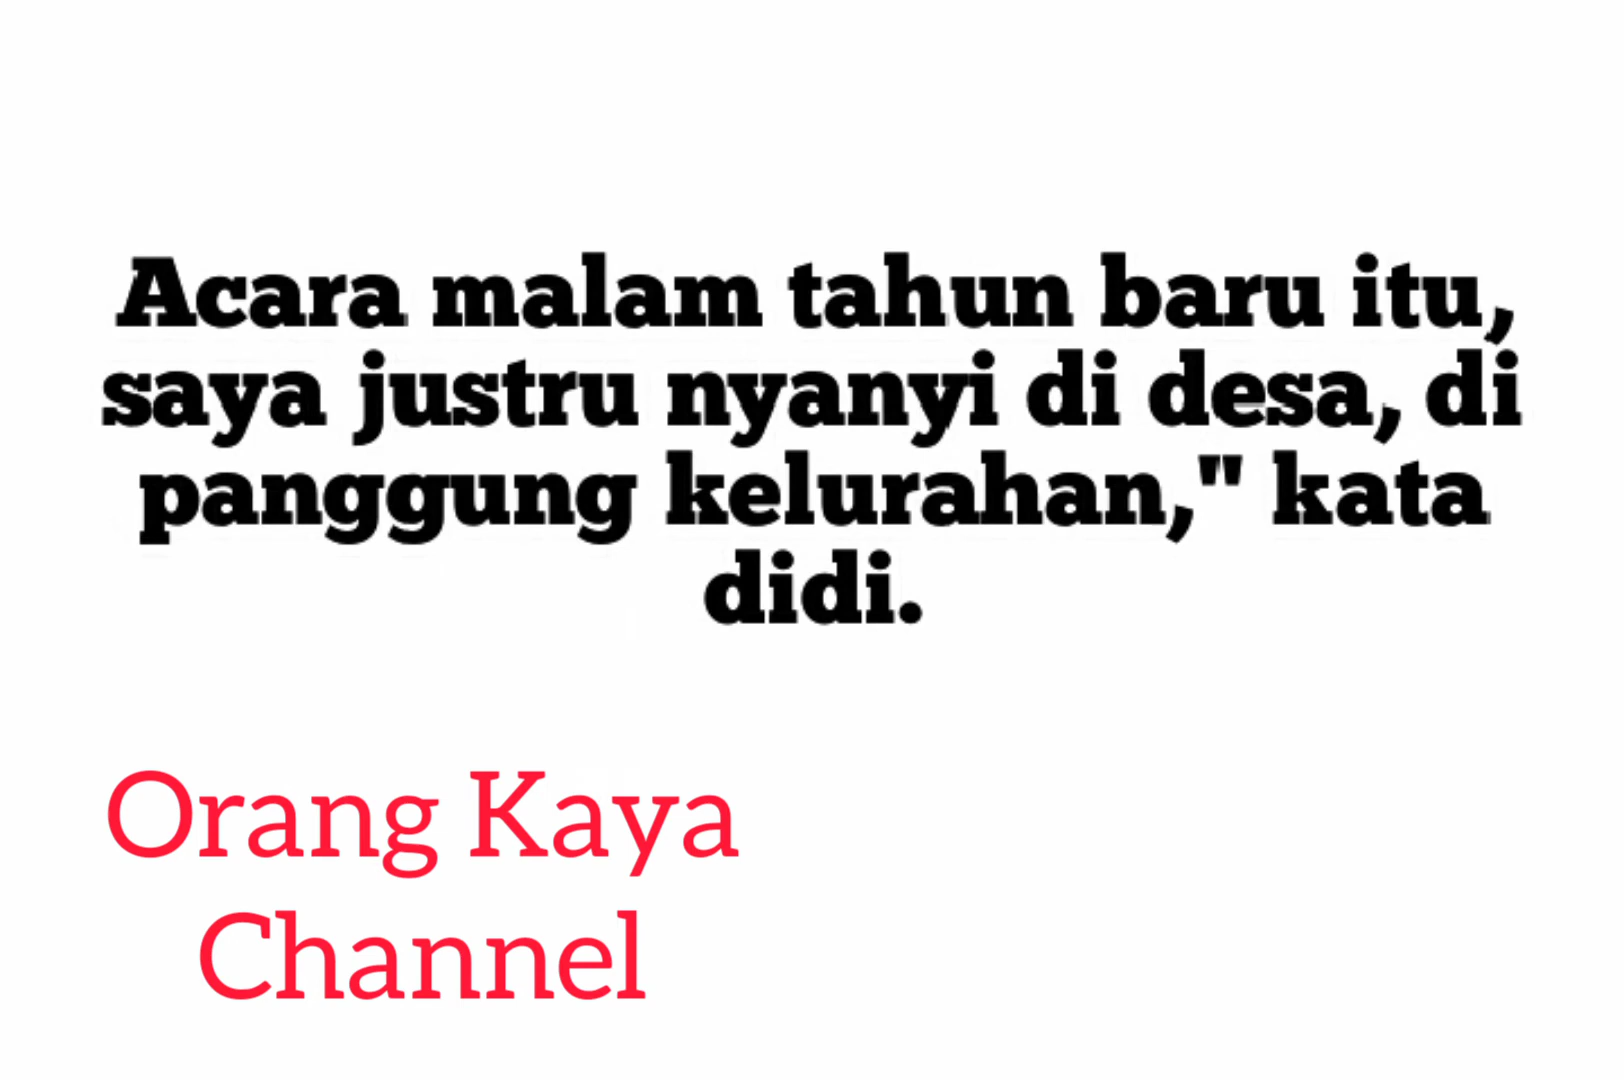 Acara malam tahun baru itu,
saya justru nyanyi di desa, di
panggung kelurahan," kata
didi.
Orang Kaya
Channel